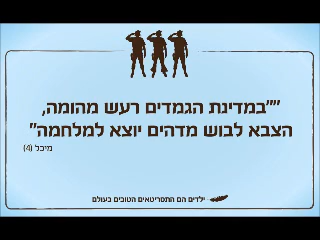 ""במדינת הגמדים רעש מהומה,
הצבא לבוש מדהים יוצא למלחמה"
מיכל (4)
ילדים הם התסריטאים הטובים בעולם